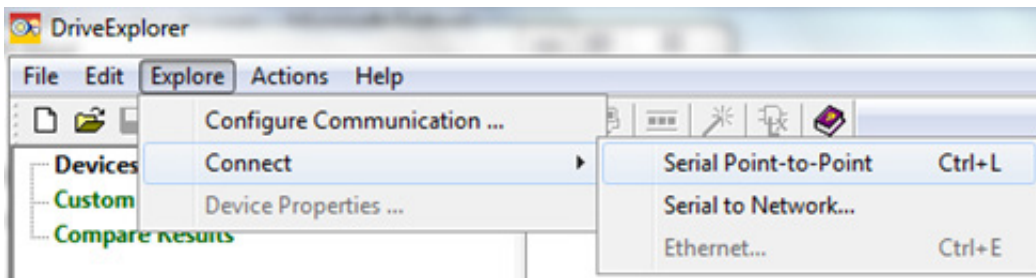 DriveExplorer
File Edit Explore Actions Help
Configure Communication ...
Devices Connect Serial Point-to-Point Ctrl+L
Custom Device Properties ... Serial to Network...
Compare Results Ethernet... Ctrl+E